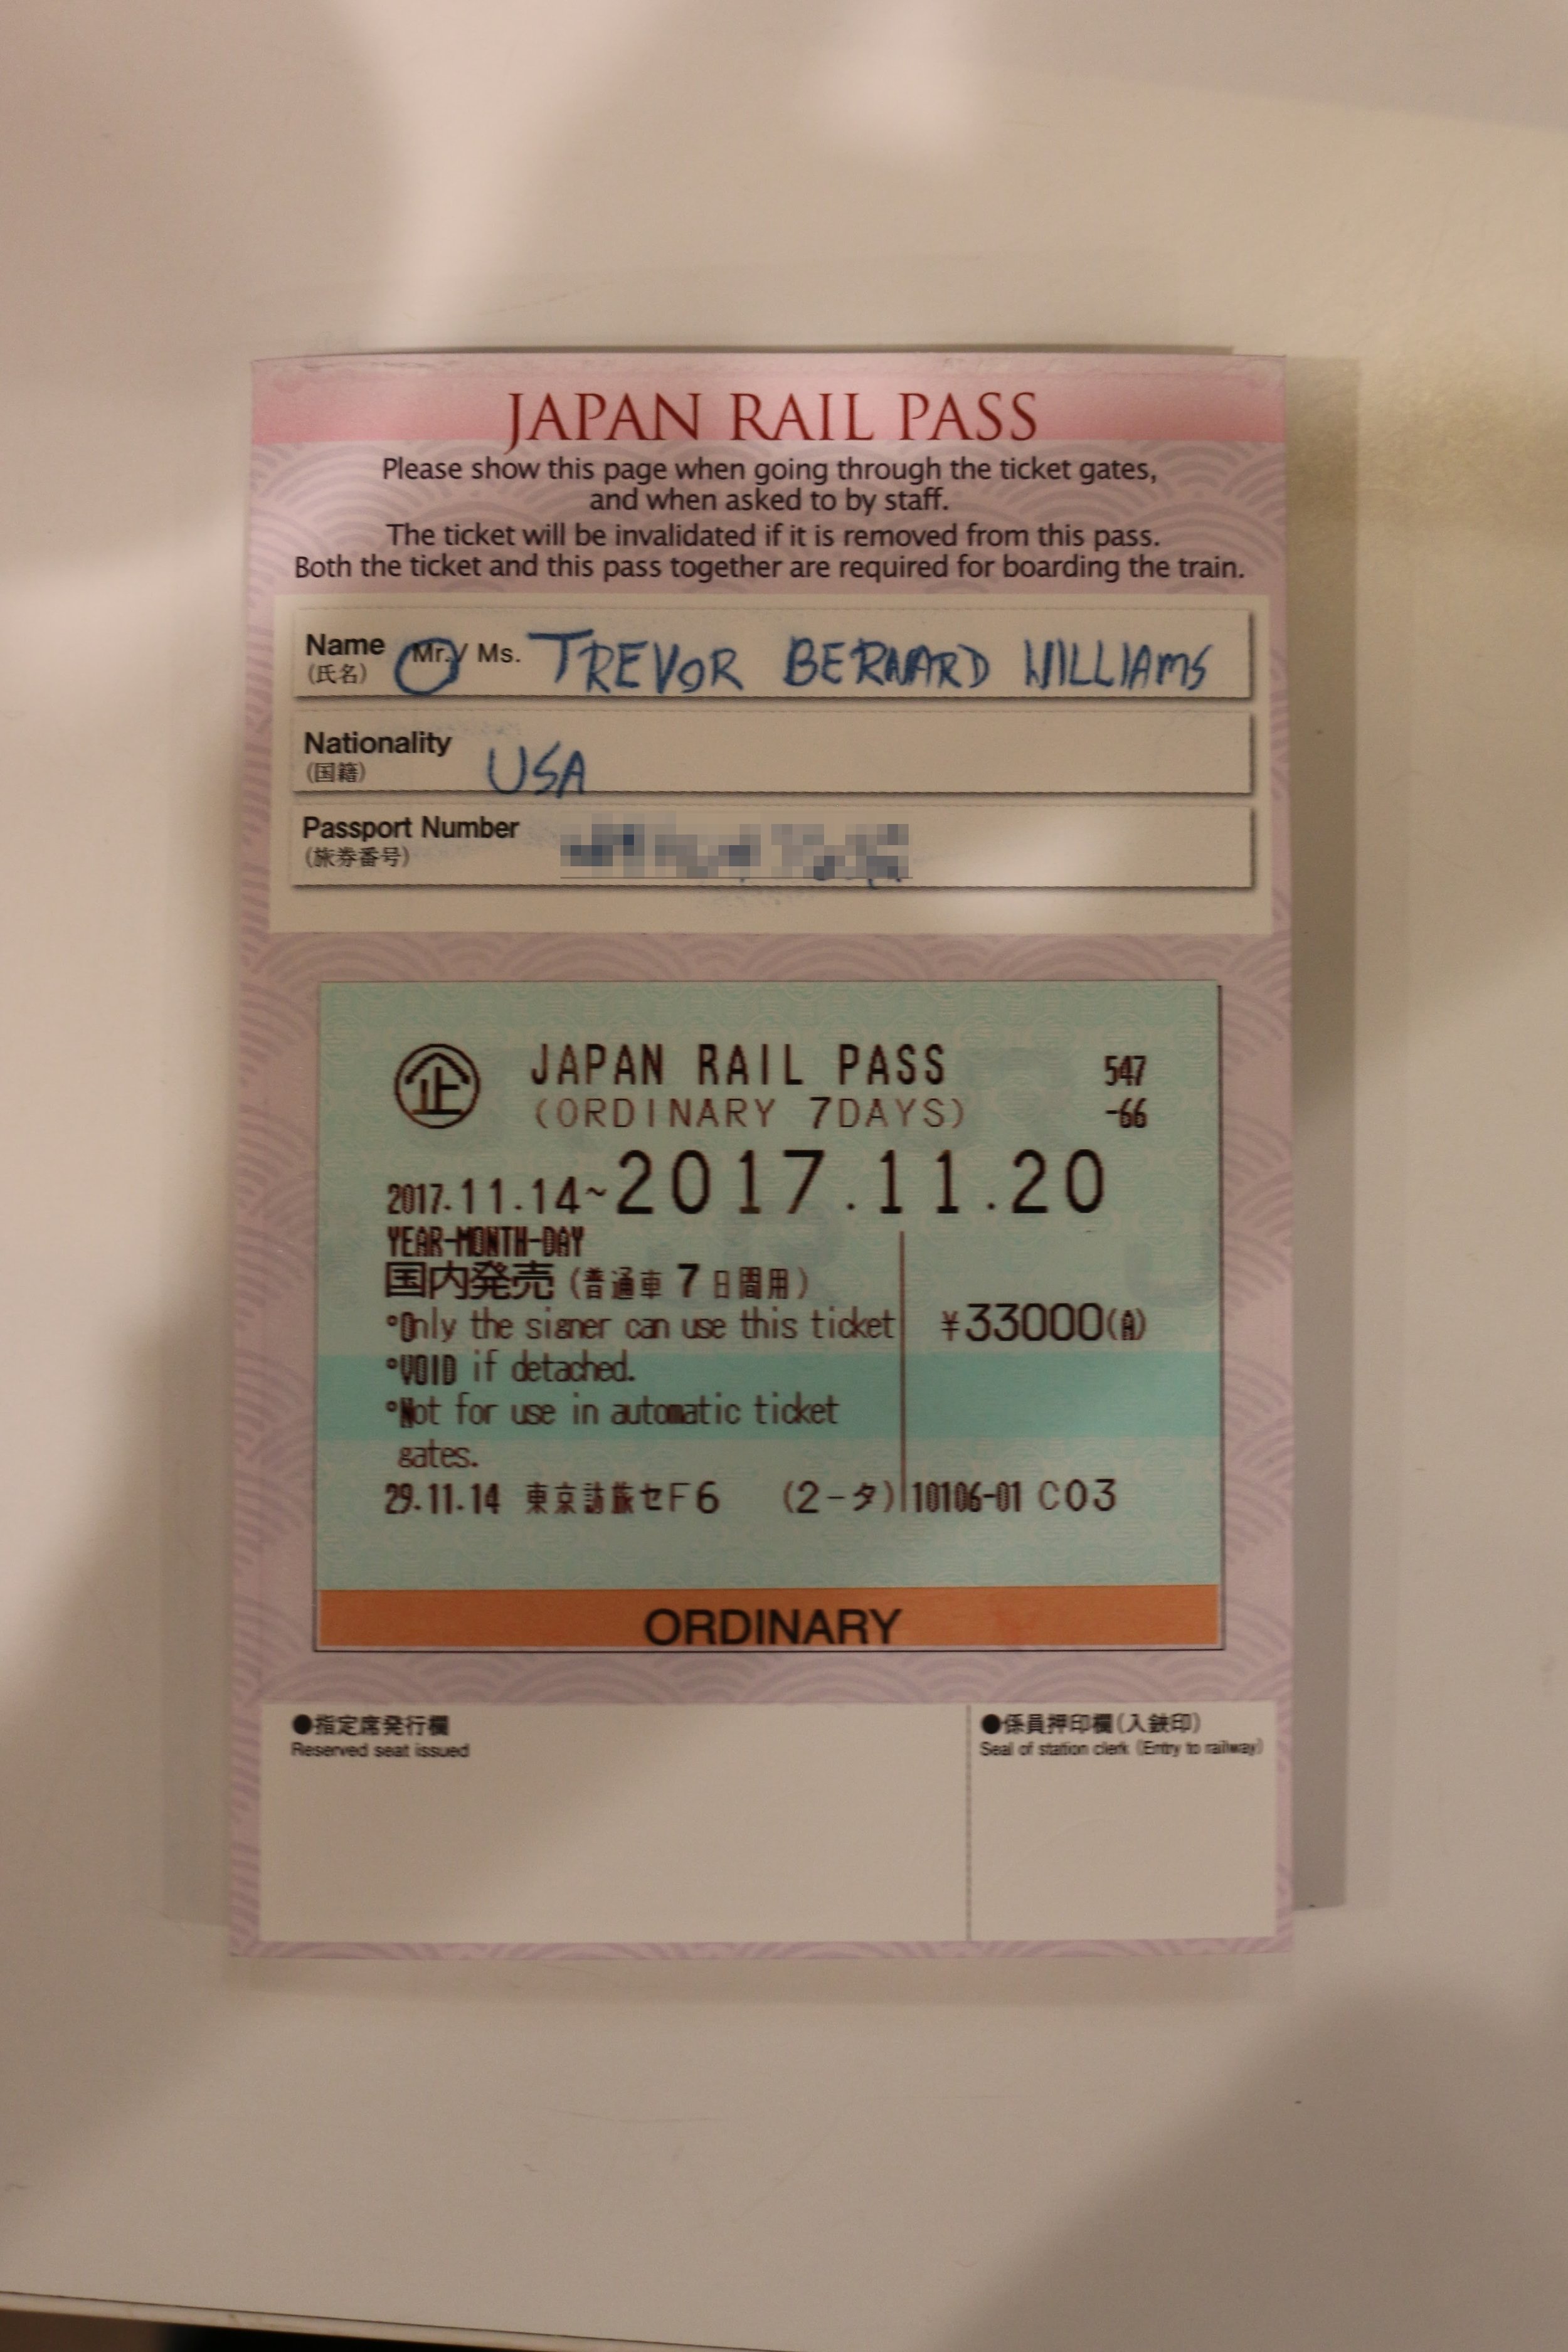 JAPAN RAIL PASS
Please show this page when going through the ticket gates,
and when asked to by staff.
The ticket will be invalidated if it is removed from this pass.
Both the ticket and this pass together are required for boarding the train.
Name Mr. / Ms. TREVOR BERNARD WILLIAMS
(氏名)
Nationality USA
(国籍)
Passport Number
(旅券番号)
企 JAPAN RAIL PASS 547
(ORDINARY 7DAYS) -66
2017.11.14~2017.11.20
YEAR-MONTH-DAY
国内発売 (普通車7日間用)
°Only the signer can use this ticket ¥33000(A)
°VOID if detached.
°Not for use in automatic ticket
gates.
29.11.14 東京訪旅セF6 (2-タ) 10106-01 C03
ORDINARY
●指定席発行欄 ●係員押印欄(入鋏印)
Reserved seat issued Seal of station clerk (Entry to railway)